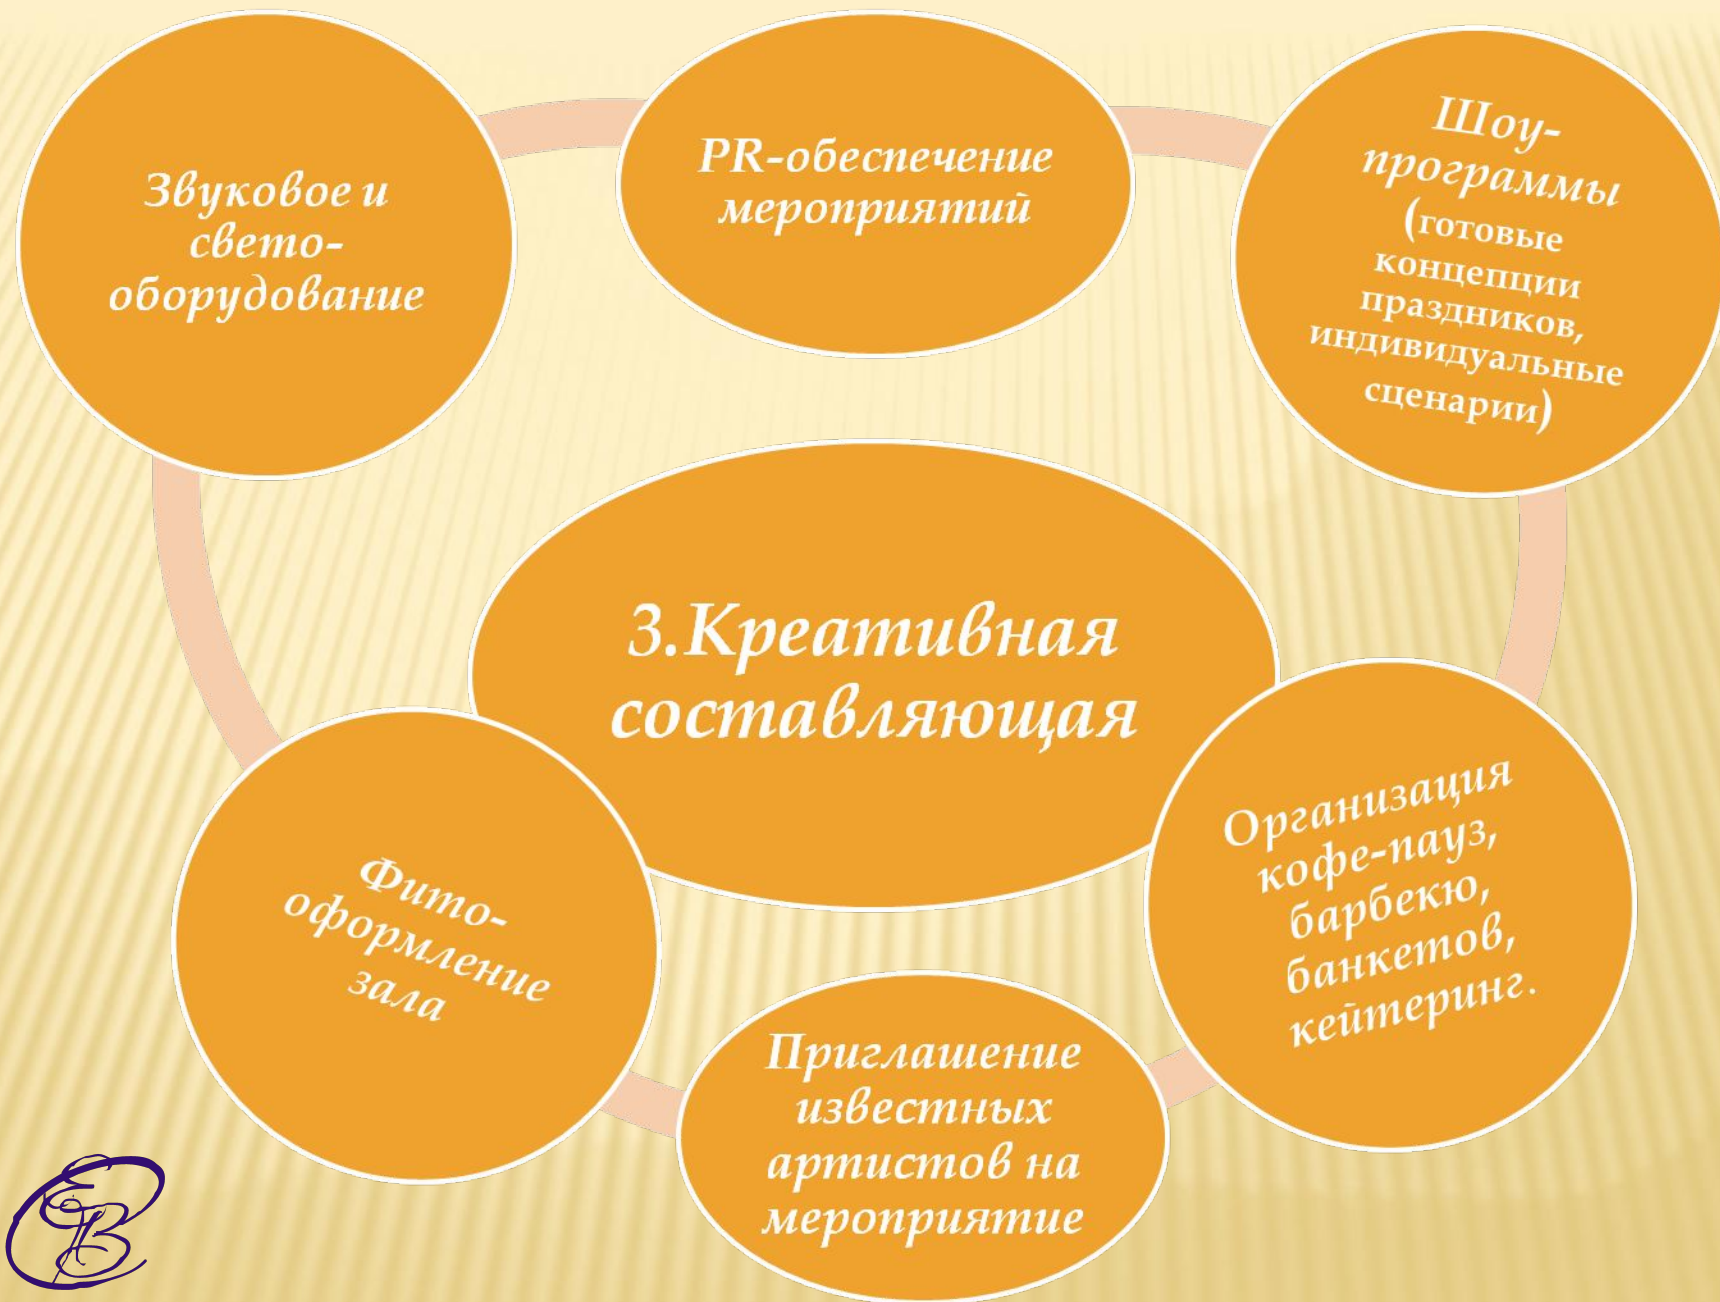 Звуковое и
свето-
оборудование
PR-обеспечение
мероприятий
Шоу-
программы
(готовые
концепции
праздников,
индивидуальные
сценарии)
3.Креативная
составляющая
Фито-
оформление
зала
Организация
кофе-пауз,
барбекю,
банкетов,
кейтеринг.
Приглашение
известных
артистов на
мероприятие